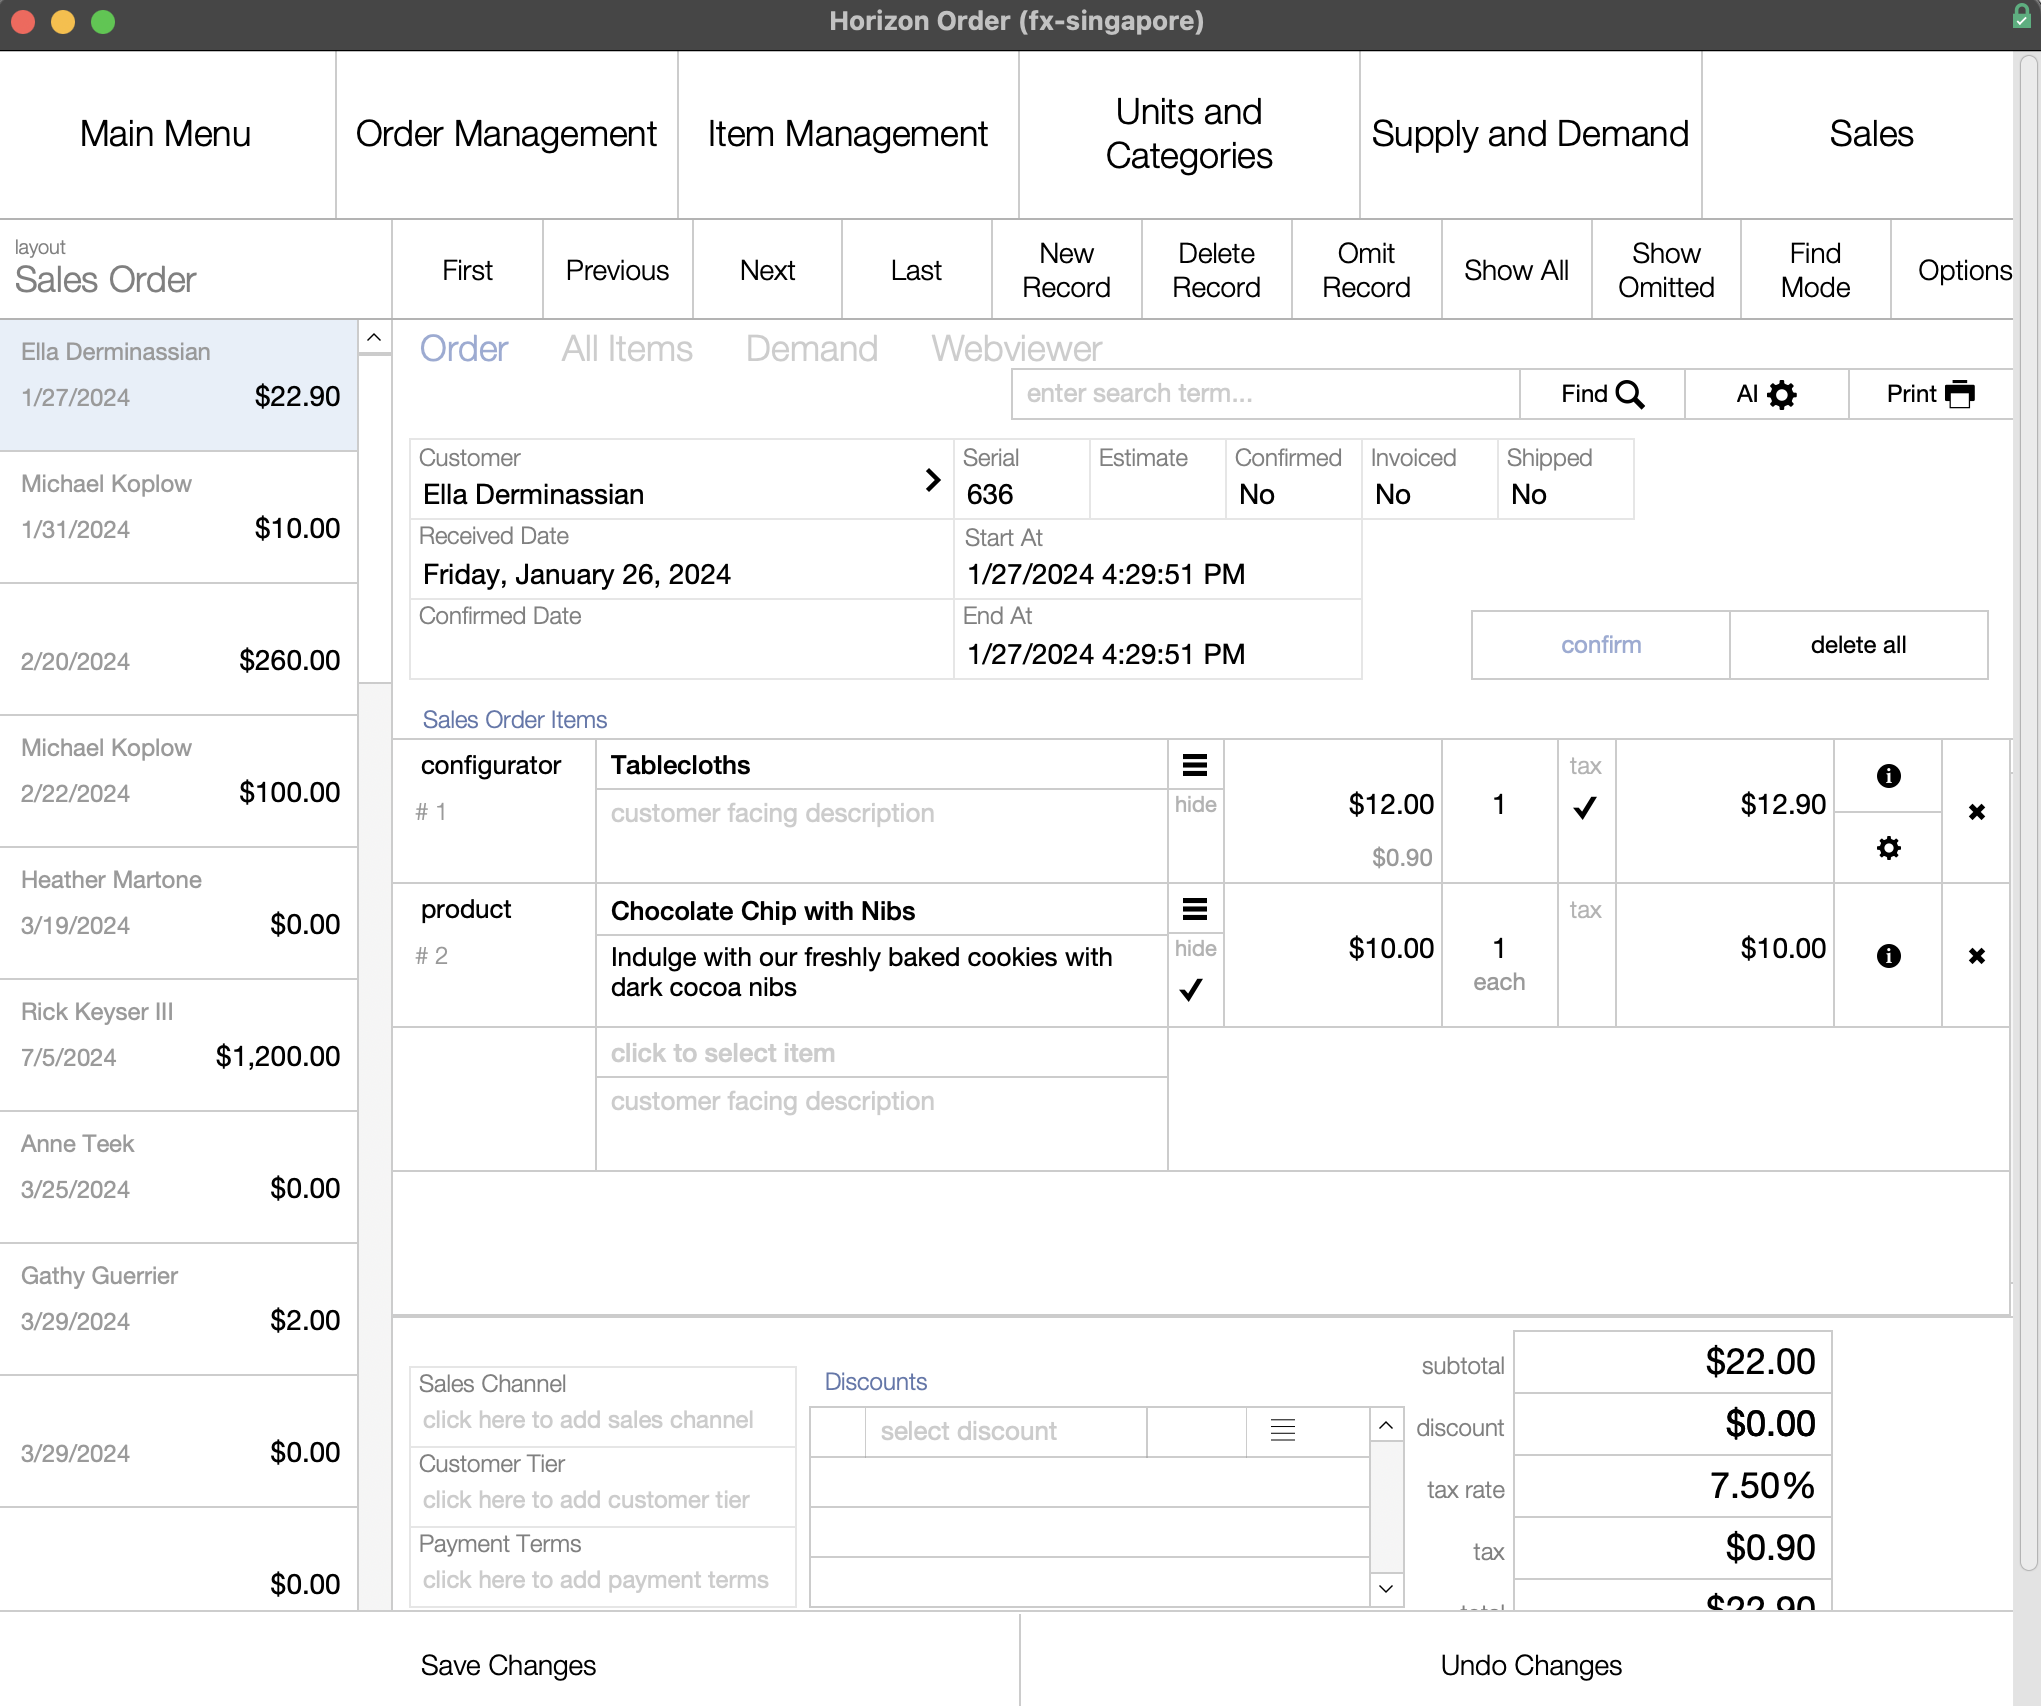 Horizon Order (fx-singapore)
Main Menu
Order Management
Item Management
Units and
Categories
Supply and Demand
Sales
layout
Sales Order
First
Previous
Next
Last
New
Record
Delete
Record
Omit
Record
Show All
Show
Omitted
Find
Mode
Options
Ella Derminassian
1/27/2024 $22.90
Michael Koplow
1/31/2024 $10.00
2/20/2024 $260.00
Michael Koplow
2/22/2024 $100.00
Heather Martone
3/19/2024 $0.00
Rick Keyser III
7/5/2024 $1,200.00
Anne Teek
3/25/2024 $0.00
Gathy Guerrier
3/29/2024 $2.00
3/29/2024 $0.00
$0.00
Order All Items Demand Webviewer
enter search term...
Find
AI
Print
Customer
Ella Derminassian
Serial
636
Estimate
Confirmed
No
Invoiced
No
Shipped
No
Received Date
Friday, January 26, 2024
Start At
1/27/2024 4:29:51 PM
Confirmed Date
End At
1/27/2024 4:29:51 PM
confirm
delete all
Sales Order Items
configurator
# 1
Tablecloths
customer facing description
hide
$12.00
$0.90
1
tax
$12.90
product
# 2
Chocolate Chip with Nibs
Indulge with our freshly baked cookies with
dark cocoa nibs
hide
$10.00
1
each
tax
$10.00
click to select item
customer facing description
Sales Channel
click here to add sales channel
Customer Tier
click here to add customer tier
Payment Terms
click here to add payment terms
Discounts
select discount
subtotal $22.00
discount $0.00
tax rate 7.50%
tax $0.90
total $22.90
Save Changes
Undo Changes